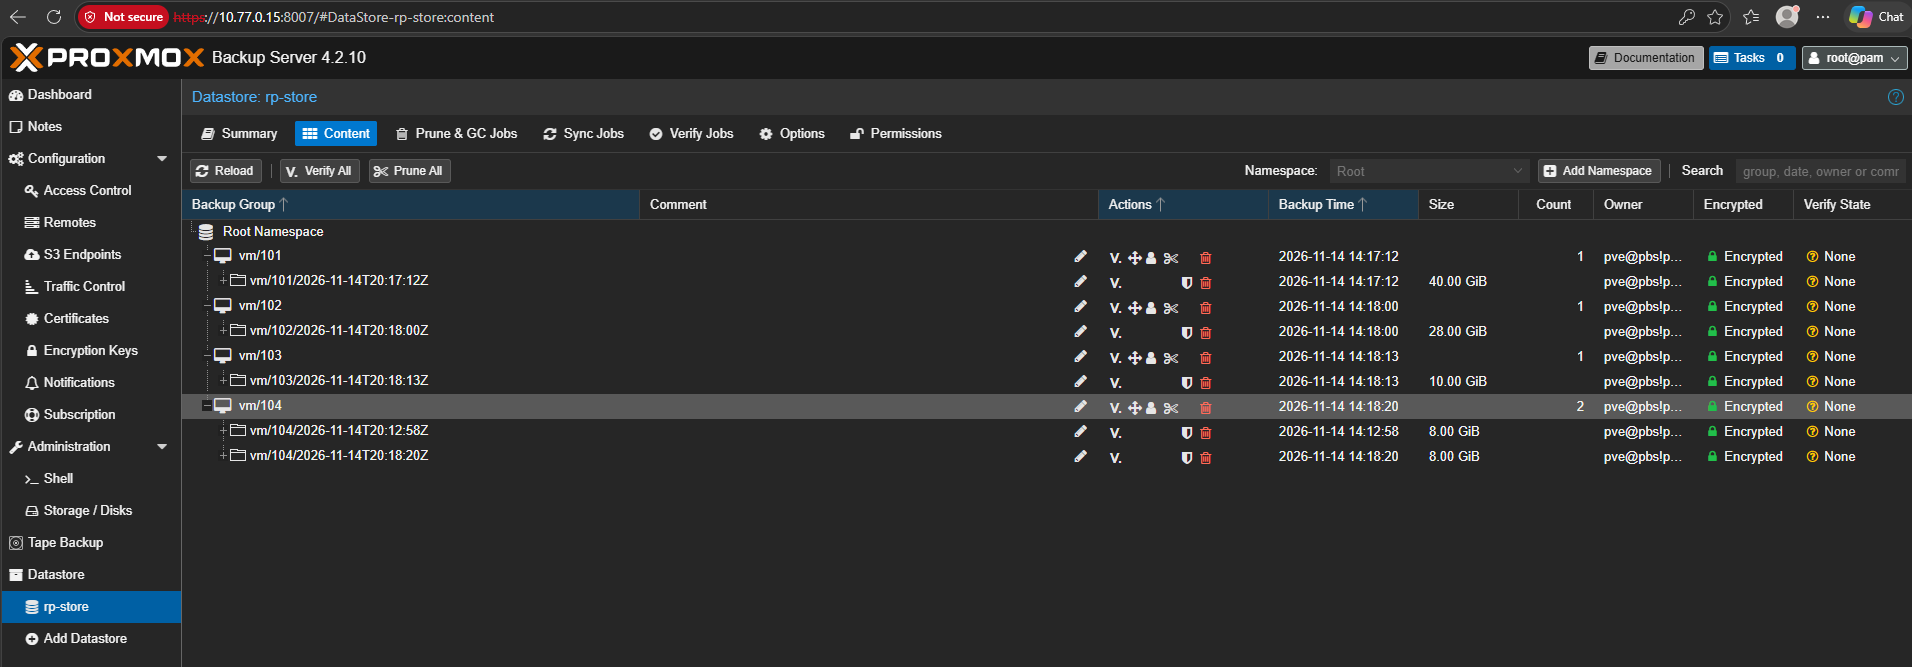 Not secure https://10.77.0.15:8007/#DataStore-rp-store:content Chat
PROXMOX Backup Server 4.2.10 Documentation Tasks 0 root@pam
Dashboard
Notes
Configuration
Access Control
Remotes
S3 Endpoints
Traffic Control
Certificates
Encryption Keys
Notifications
Subscription
Administration
Shell
Storage / Disks
Tape Backup
Datastore
rp-store
Add Datastore
Datastore: rp-store
Summary Content Prune & GC Jobs Sync Jobs Verify Jobs Options Permissions
Reload V. Verify All Prune All Namespace: Root Add Namespace Search group, date, owner or comr
Backup Group Comment Actions Backup Time Size Count Owner Encrypted Verify State
Root Namespace
vm/101 V. 2026-11-14 14:17:12 1 pve@pbs!p... Encrypted None
vm/101/2026-11-14T20:17:12Z V. 2026-11-14 14:17:12 40.00 GiB pve@pbs!p... Encrypted None
vm/102 V. 2026-11-14 14:18:00 1 pve@pbs!p... Encrypted None
vm/102/2026-11-14T20:18:00Z V. 2026-11-14 14:18:00 28.00 GiB pve@pbs!p... Encrypted None
vm/103 V. 2026-11-14 14:18:13 1 pve@pbs!p... Encrypted None
vm/103/2026-11-14T20:18:13Z V. 2026-11-14 14:18:13 10.00 GiB pve@pbs!p... Encrypted None
vm/104 V. 2026-11-14 14:18:20 2 pve@pbs!p... Encrypted None
vm/104/2026-11-14T20:12:58Z V. 2026-11-14 14:12:58 8.00 GiB pve@pbs!p... Encrypted None
vm/104/2026-11-14T20:18:20Z V. 2026-11-14 14:18:20 8.00 GiB pve@pbs!p... Encrypted None